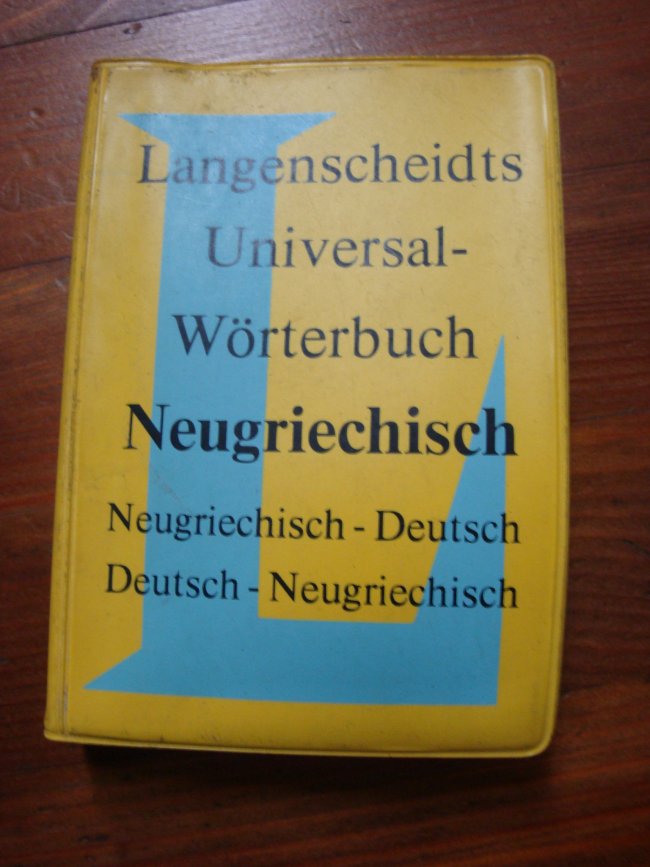 Langenscheidts
Universal-
Wörterbuch
Neugriechisch
Neugriechisch - Deutsch
Deutsch - Neugriechisch